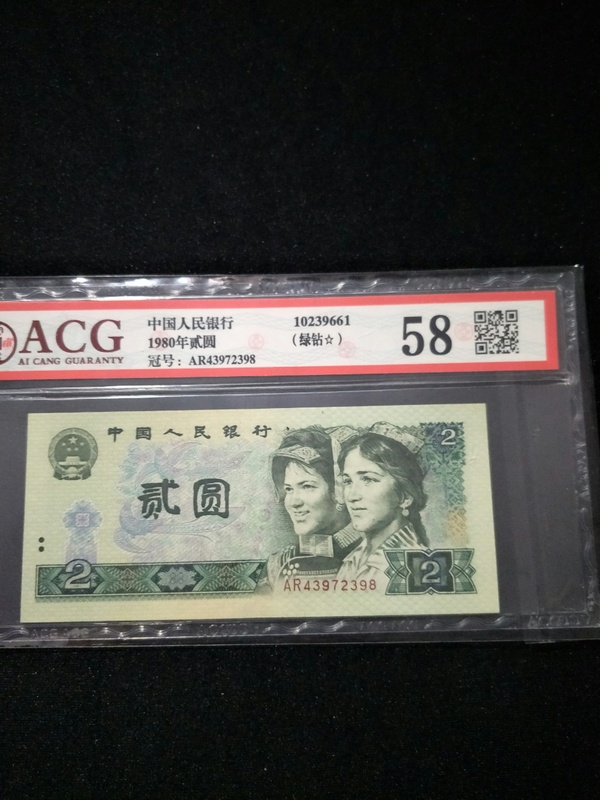 ACG
AI CANG GUARANTY
中国人民银行
1980年贰圆
冠号：AR43972398
10239661
（绿钻☆）
58
中国人民银行
2
贰圆
2
AR43972398
2